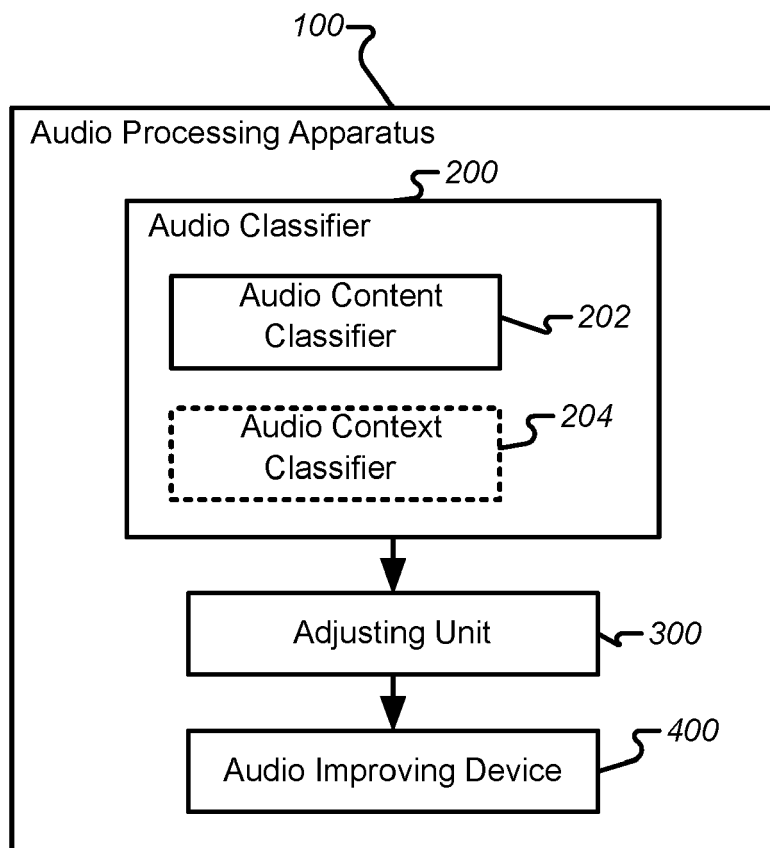 100
Audio Processing Apparatus
200
Audio Classifier
Audio Content
Classifier
202
Audio Context
Classifier
204
Adjusting Unit
300
Audio Improving Device
400